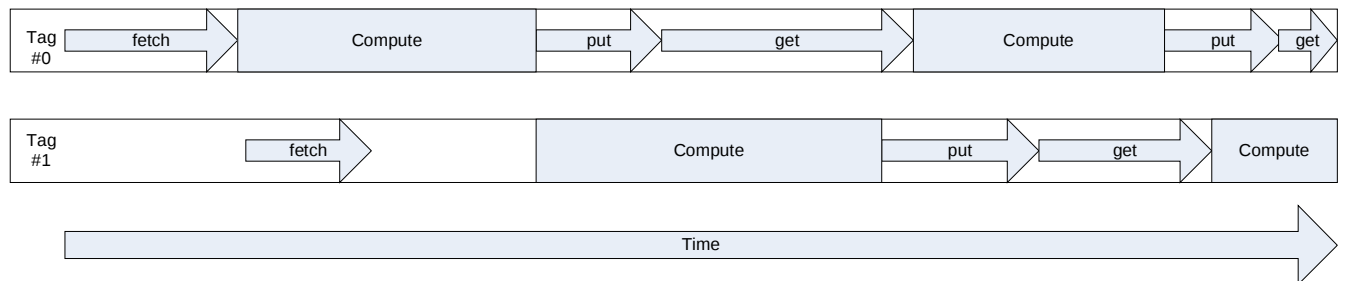 Tag
#0
fetch
Compute
put
get
Compute
put
get
Tag
#1
fetch
Compute
put
get
Compute
Time